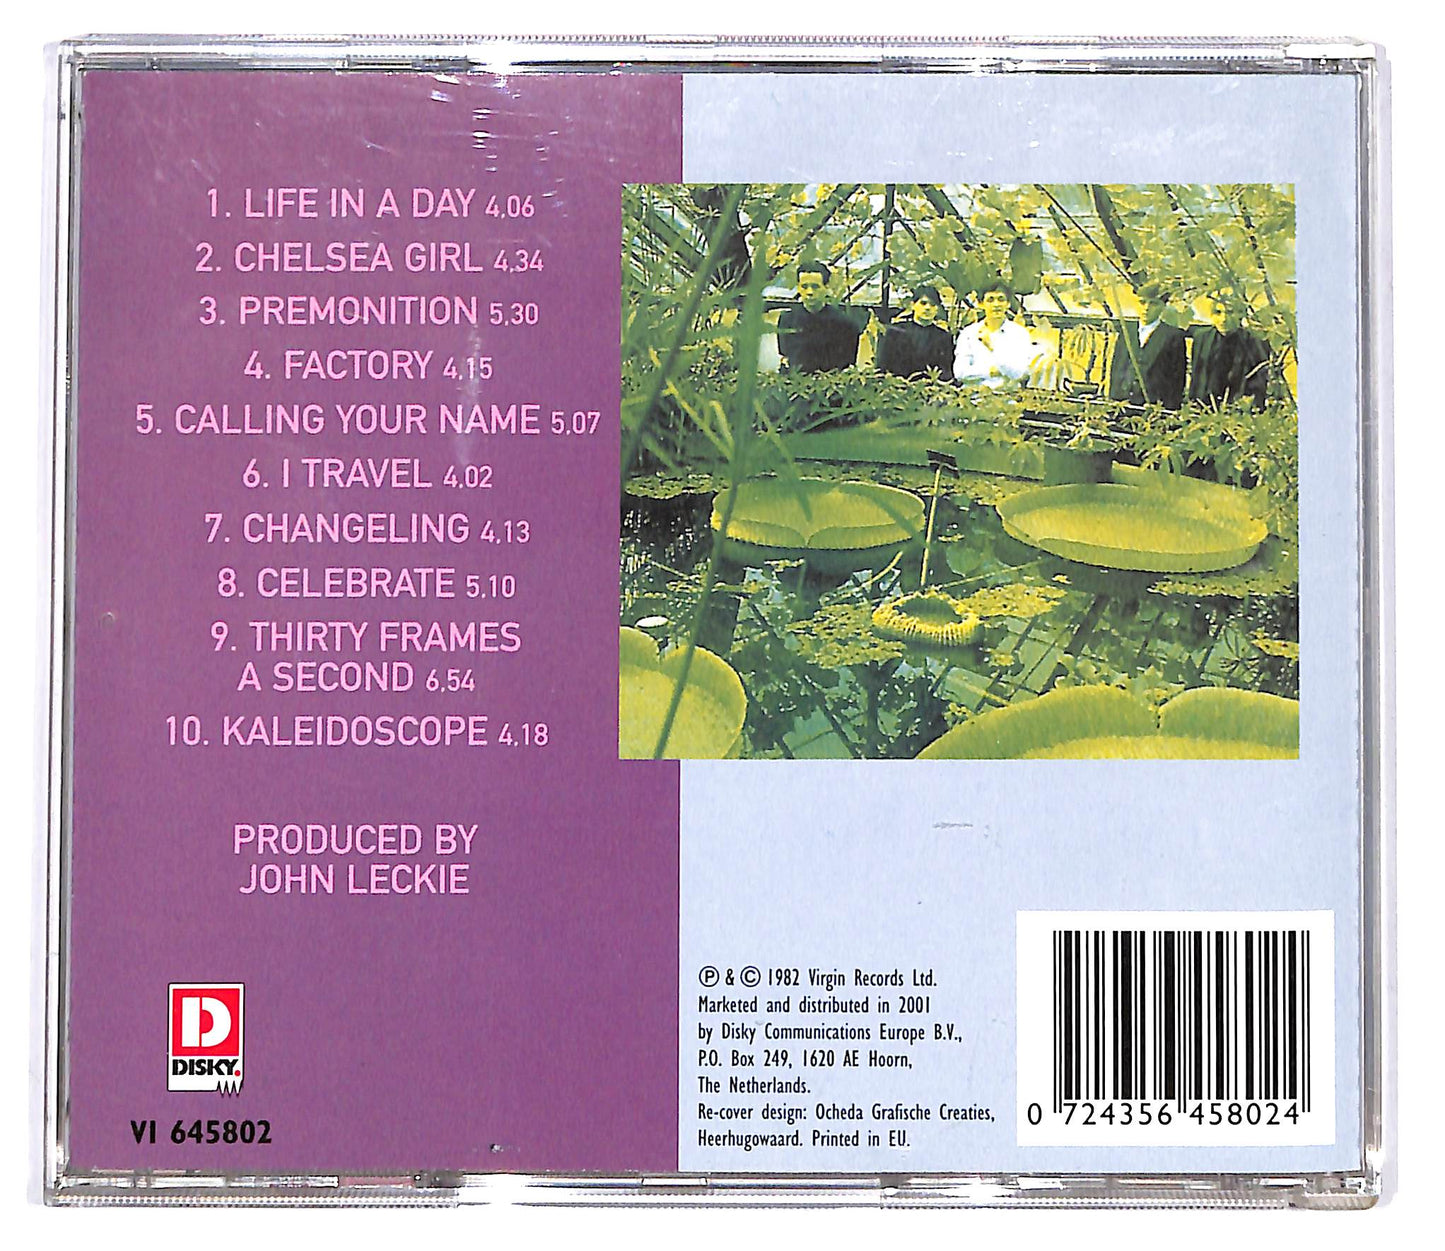 1. LIFE IN A DAY 4.06
2. CHELSEA GIRL 4.34
3. PREMONITION 5.30
4. FACTORY 4.15
5. CALLING YOUR NAME 5.07
6. I TRAVEL 4.02
7. CHANGELING 4.13
8. CELEBRATE 5.10
9. THIRTY FRAMES
A SECOND 6.54
10. KALEIDOSCOPE 4.18
PRODUCED BY
JOHN LECKIE
D
DISKY.
VI 645802
℗ & © 1982 Virgin Records Ltd.
Marketed and distributed in 2001
by Disky Communications Europe B.V.,
P.O. Box 249, 1620 AE Hoorn,
The Netherlands.
Re-cover design: Ocheda Grafische Creaties,
Heerhugowaard. Printed in EU.
0 724356 458024